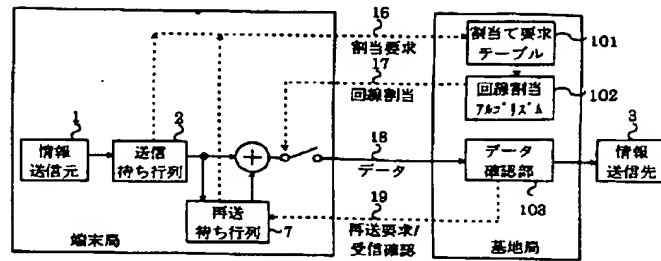 16
割当要求
割当て要求
テーブル
101
17
回線割当
回線割当
アルゴリズム
102
1
情報
送信元
2
送信
待ち行列
18
データ
データ
確認部
103
3
情報
送信先
再送
待ち行列
7
19
再送要求/
受信確認
端末局
基地局